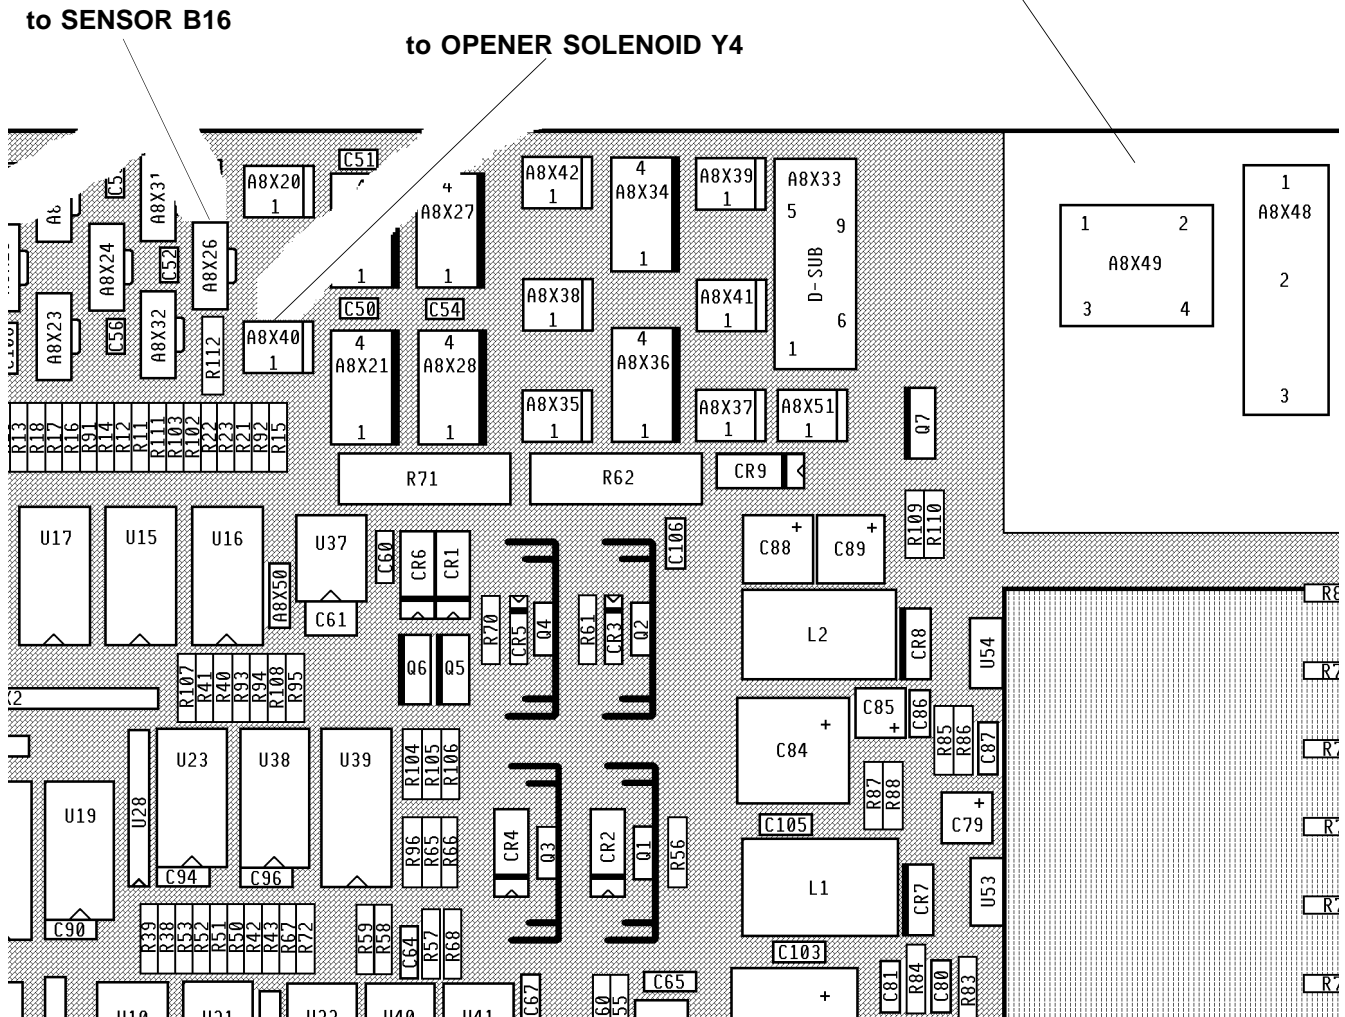 to SENSOR B16
to OPENER SOLENOID Y4
C51
A8X20
1
A8X31
4
A8X27
1
A8X42
1
4
A8X34
1
A8X39
1
A8X33
5
9
D-SUB
6
1
1
A8X48
2
3
1
2
A8X49
3
4
A8X24
C52
A8X26
1
A8X23
C56
A8X32
R112
A8X40
1
C50
C54
A8X38
1
A8X41
1
4
A8X21
1
4
A8X28
1
4
A8X36
1
A8X35
1
A8X37
1
A8X51
1
Q7
R13
R18
R17
R16
R91
R14
R12
R11
R111
R103
R102
R22
R23
R21
R92
R15
R71
R62
CR9
U17
U15
U16
U37
C60
CR6
CR1
C106
C88
+
C89
+
R109
R110
A8X50
C61
R70
CR5
Q4
R61
CR3
Q2
L2
CR8
U54
Q6
Q5
R107
R41
R40
R93
R94
R108
R95
C84
+
C85
+
C86
R85
R86
C87
U28
U23
U38
U39
R104
R105
R106
R87
R88
C79
+
U19
C94
C96
R96
R65
R66
CR4
Q3
CR2
Q1
R56
C105
L1
CR7
U53
C90
R39
R38
R53
R52
R51
R50
R42
R43
R67
R72
R59
R58
C64
R57
R68
C103
C65
C67
+
C81
R84
C80
R83
U21
U40
U41